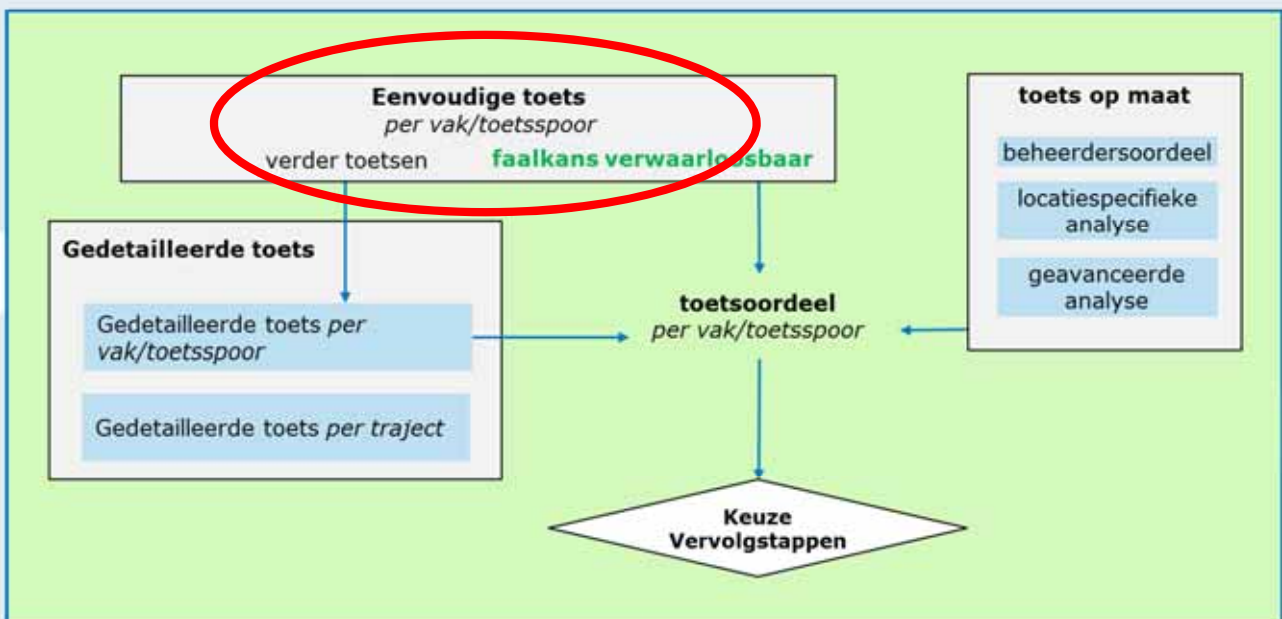 Eenvoudige toets
per vak/toetsspoor
verder toetsen
faalkans verwaarloosbaar
toets op maat
beheerdersoordeel
locatiespecifieke
analyse
geavanceerde
analyse
Gedetailleerde toets
Gedetailleerde toets per
vak/toetsspoor
Gedetailleerde toets per traject
toetsoordeel
per vak/toetsspoor
Keuze
Vervolgstappen